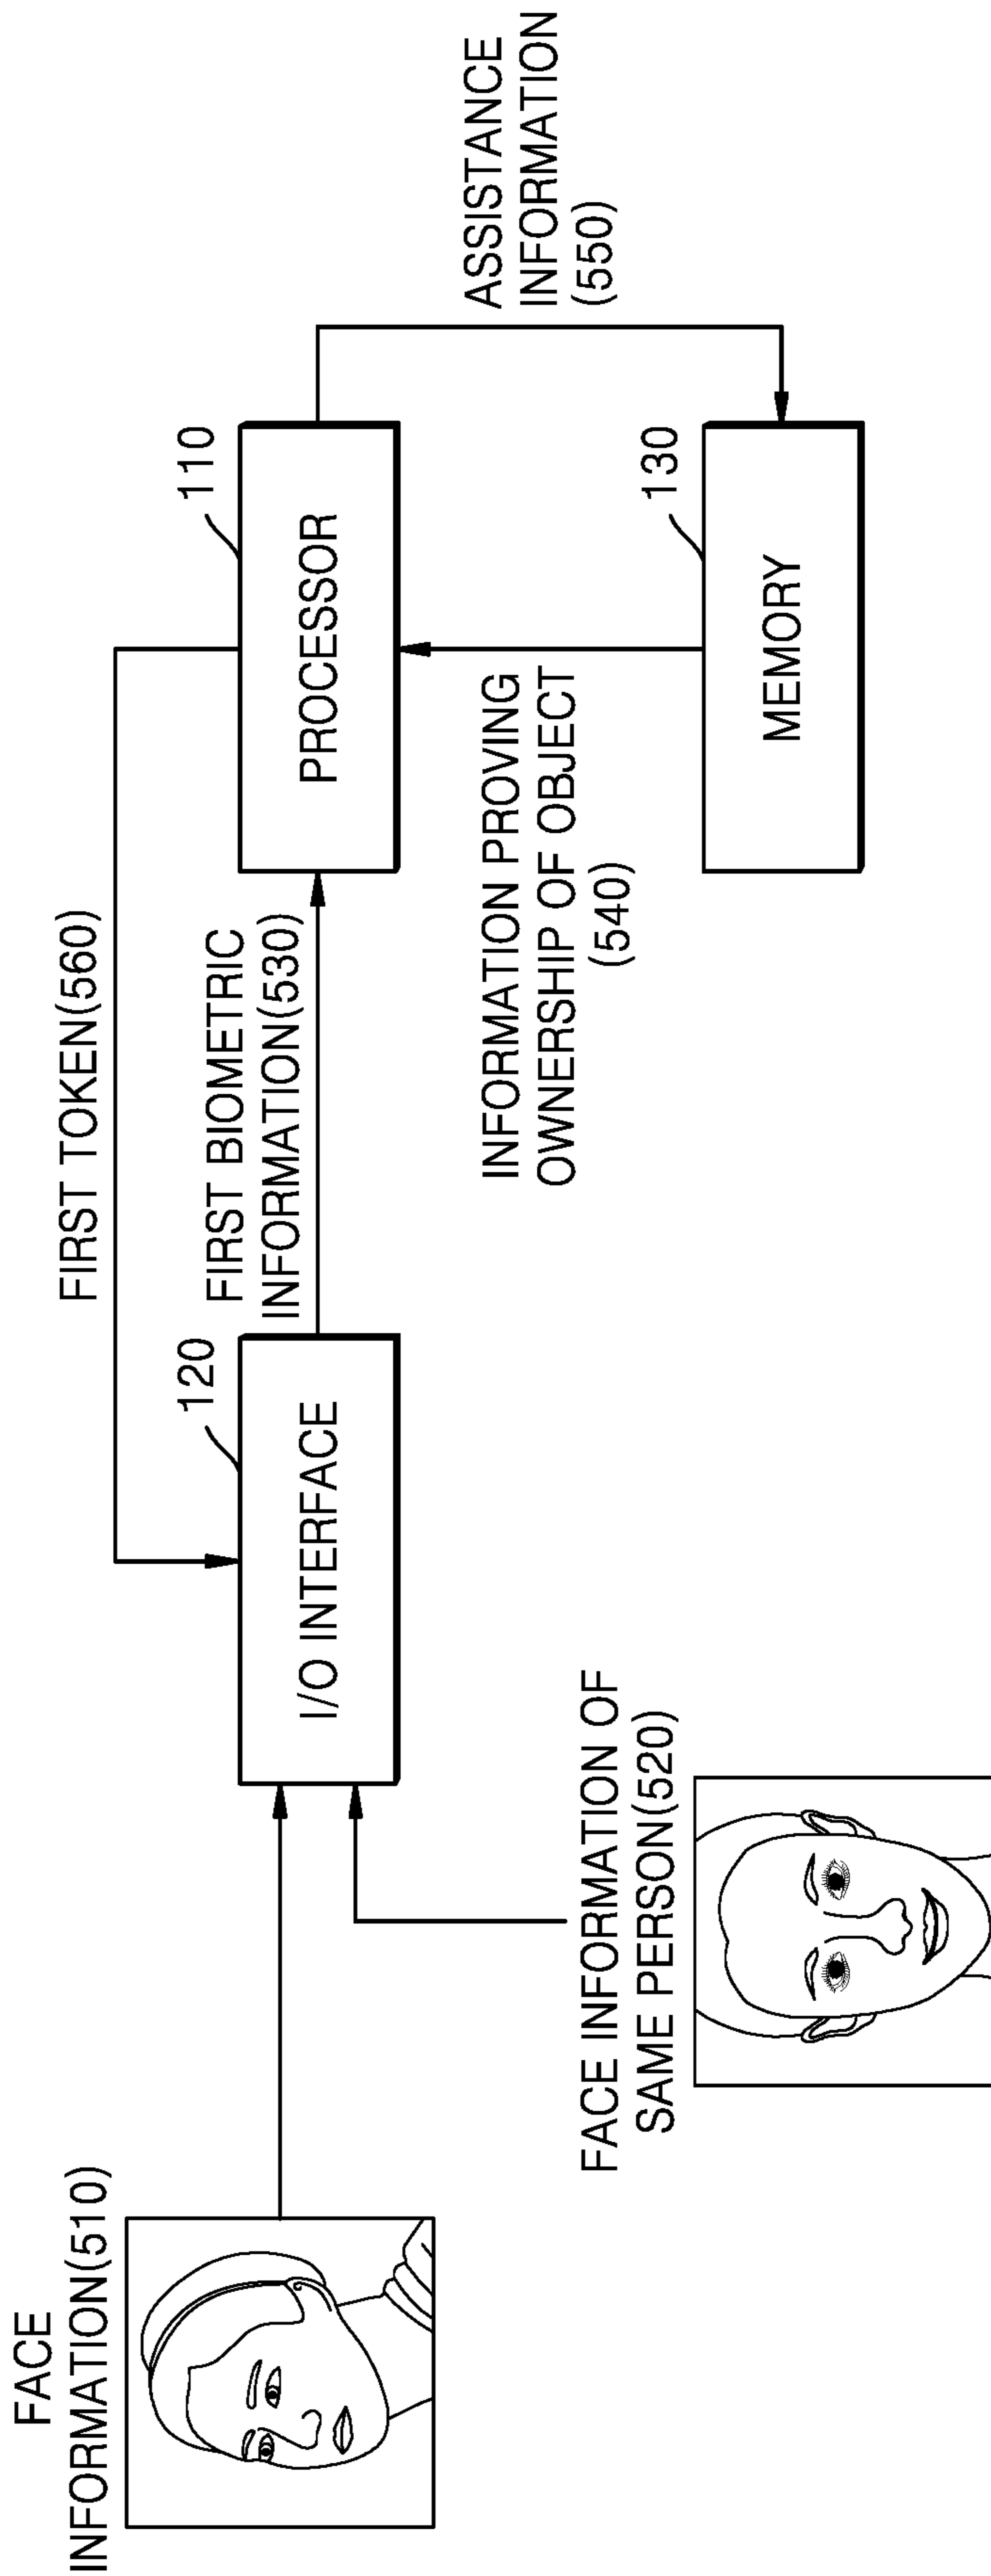 FACE
INFORMATION(510)
FACE INFORMATION OF
SAME PERSON(520)
120
I/O INTERFACE
FIRST TOKEN(560)
FIRST BIOMETRIC
INFORMATION(530)
110
PROCESSOR
INFORMATION PROVING
OWNERSHIP OF OBJECT
(540)
130
MEMORY
ASSISTANCE
INFORMATION
(550)